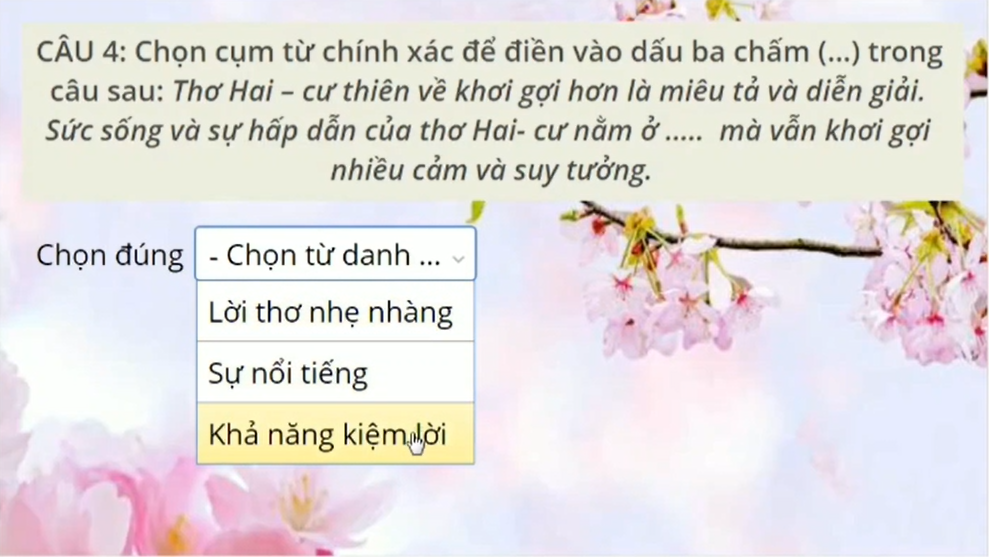 CÂU 4: Chọn cụm từ chính xác để điền vào dấu ba chấm (...) trong
câu sau: Thơ Hai – cư thiên về khơi gợi hơn là miêu tả và diễn giải.
Sức sống và sự hấp dẫn của thơ Hai- cư nằm ở ..... mà vẫn khơi gợi
nhiều cảm và suy tưởng.
Chọn đúng - Chọn từ danh ...
Lời thơ nhẹ nhàng
Sự nổi tiếng
Khả năng kiệm lời